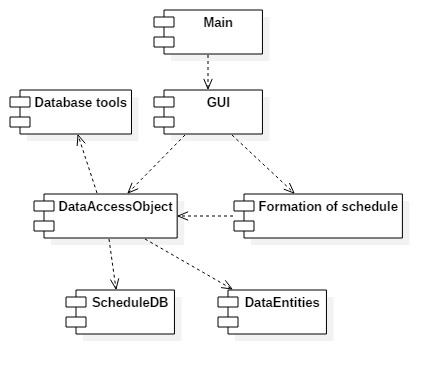 Main
Database tools
GUI
DataAccessObject
Formation of schedule
ScheduleDB
DataEntities